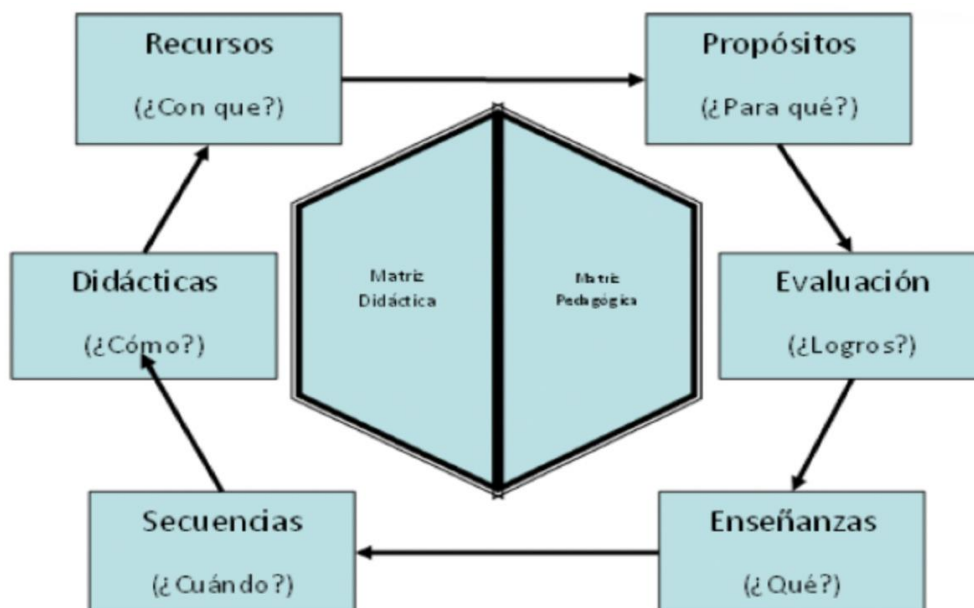 Recursos
(¿Con que?)
Propósitos
(¿Para qué?)
Didácticas
(¿Cómo?)
Matriz
Didáctica
Matriz
Pedagógica
Evaluación
(¿Logros?)
Secuencias
(¿Cuándo?)
Enseñanzas
(¿Qué?)